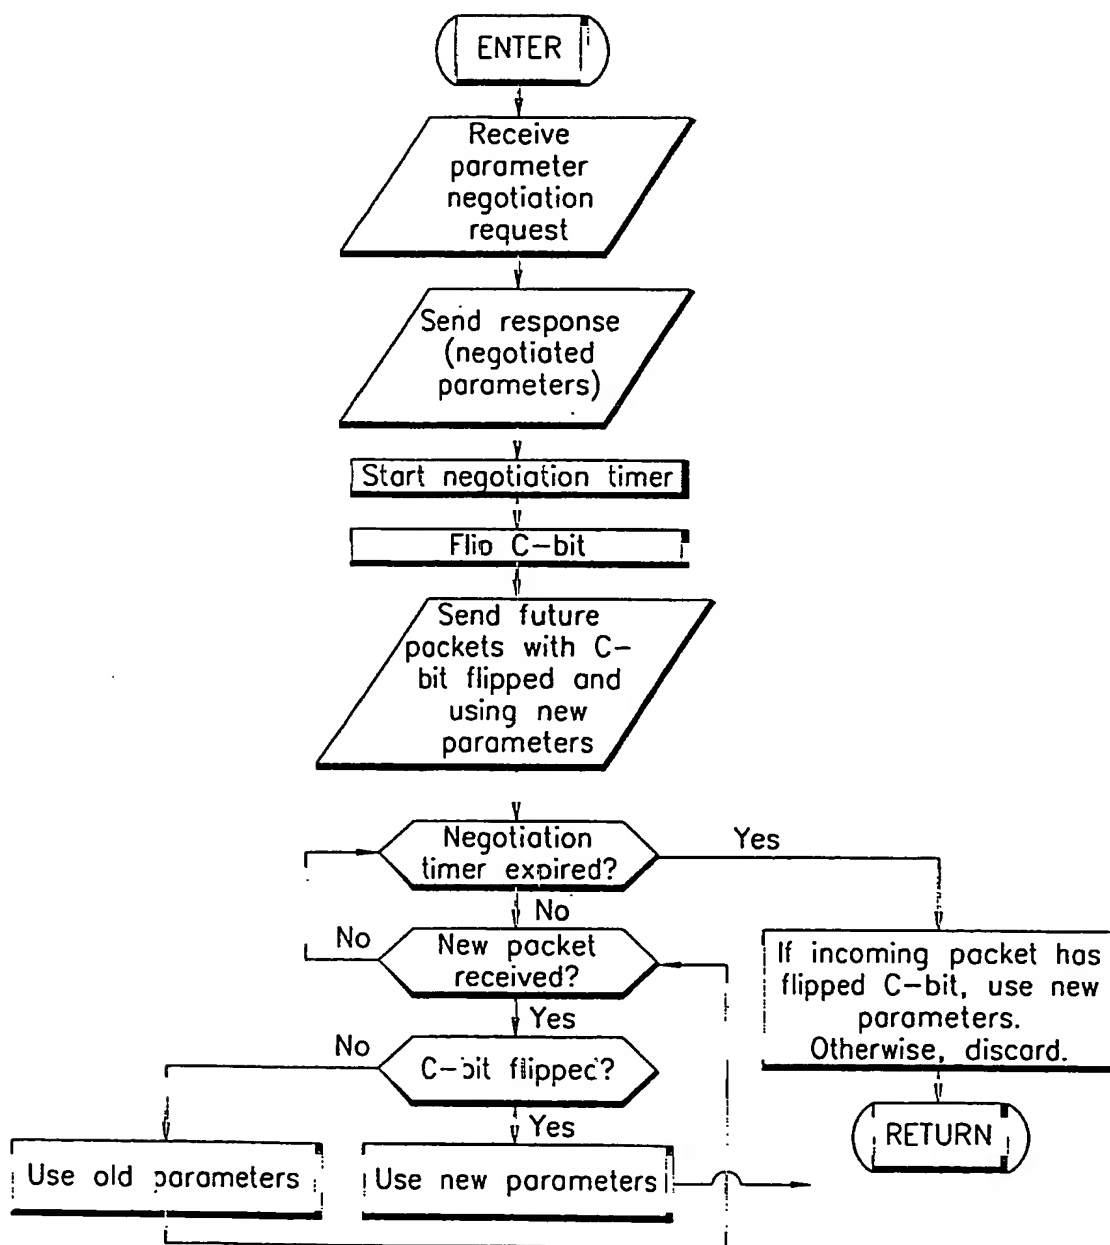 ENTER
Receive
parameter
negotiation
request
Send response
(negotiated
parameters)
Start negotiation timer
Flip C-bit
Send future
packets with C-
bit flipped and
using new
parameters
Negotiation
timer expired?
Yes
No
No
New packet
received?
If incoming packet has
flipped C-bit, use new
parameters.
Otherwise, discard.
Yes
No
C-bit flipped?
RETURN
Yes
Use old parameters
Use new parameters